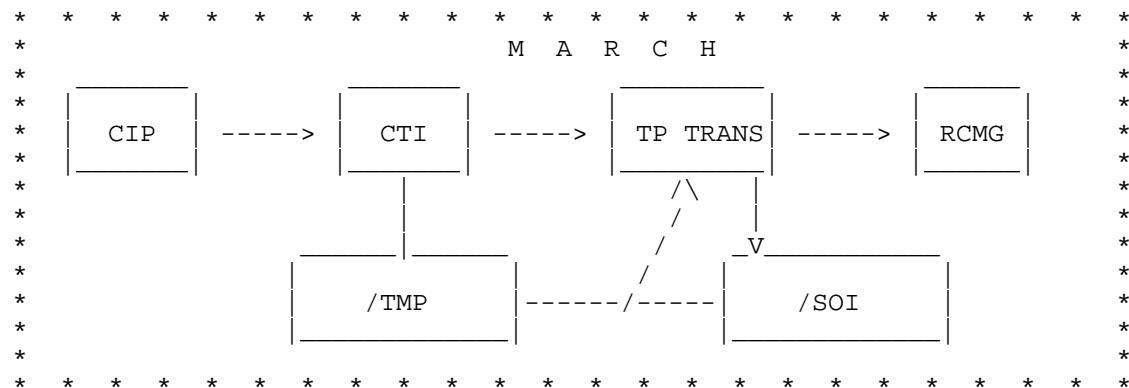 M A R C H
CIP -----> CTI -----> TP TRANS -----> RCMG
/TMP ------/----- /SOI